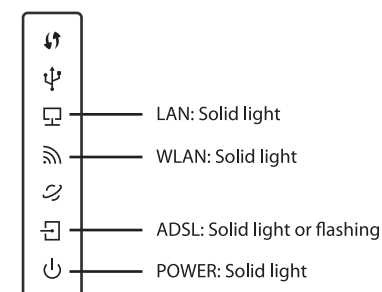 LAN: Solid light
WLAN: Solid light
ADSL: Solid light or flashing
POWER: Solid light